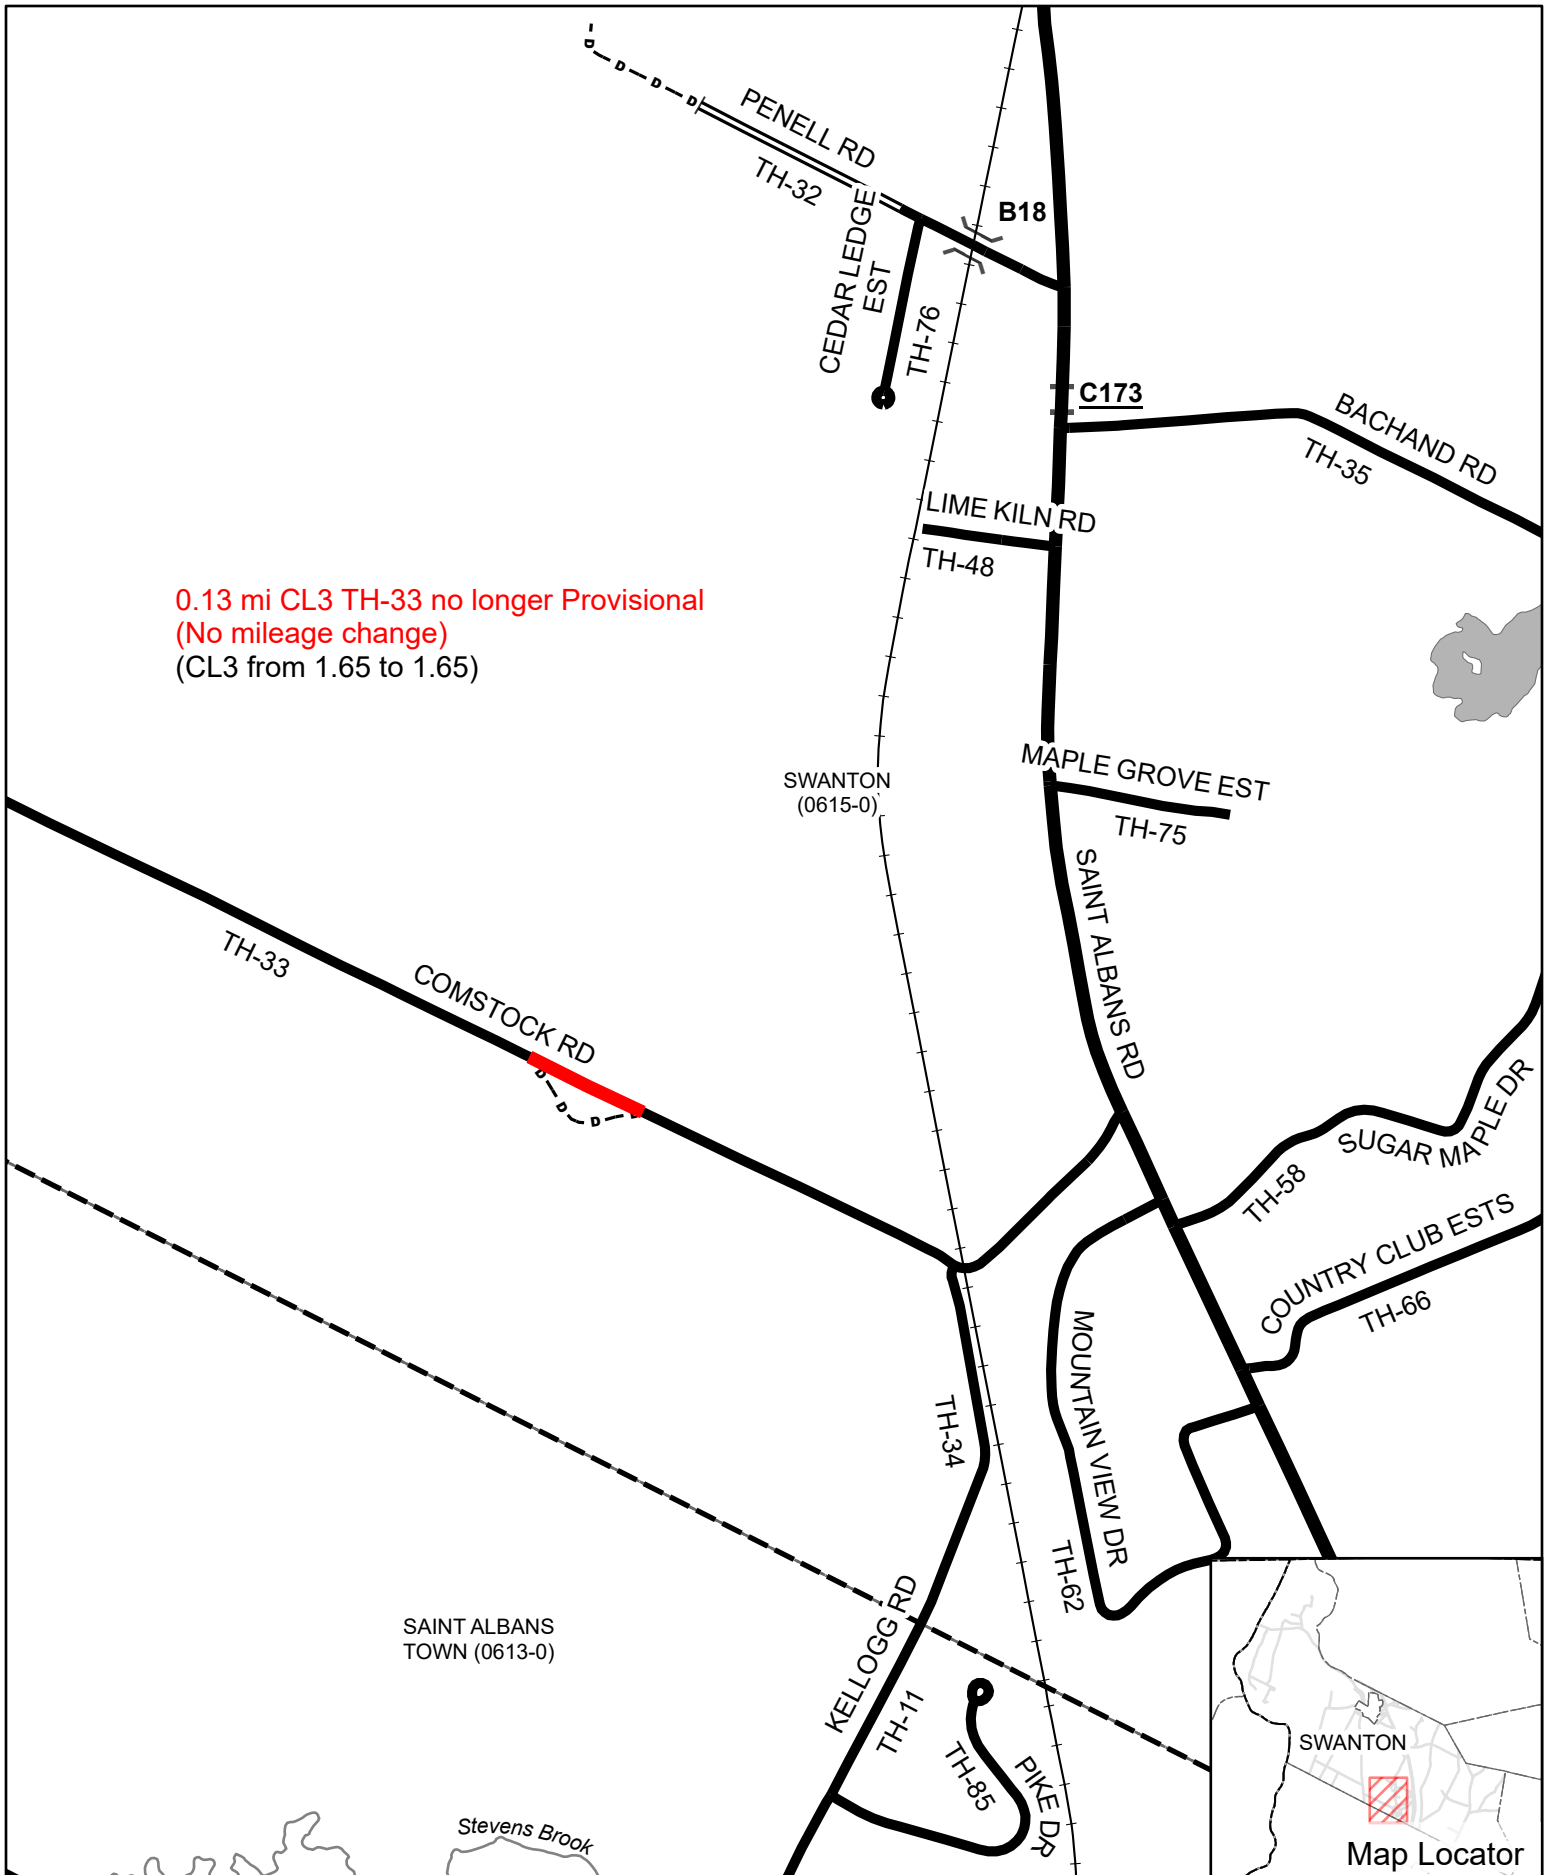 D
D
D
D
PENELL RD
TH-32
B18
CEDAR LEDGE
EST
TH-76
C173
BACHAND RD
TH-35
LIME KILN RD
TH-48
0.13 mi CL3 TH-33 no longer Provisional
(No mileage change)
(CL3 from 1.65 to 1.65)
MAPLE GROVE EST
TH-75
SWANTON
(0615-0)
SAINT ALBANS RD
TH-33
COMSTOCK RD
D
D
D
D
SUGAR MAPLE DR
TH-58
COUNTRY CLUB ESTS
TH-66
MOUNTAIN VIEW DR
TH-62
TH-34
KELLOGG RD
TH-11
SAINT ALBANS
TOWN (0613-0)
TH-85
PIKE DR
Stevens Brook
SWANTON
Map Locator